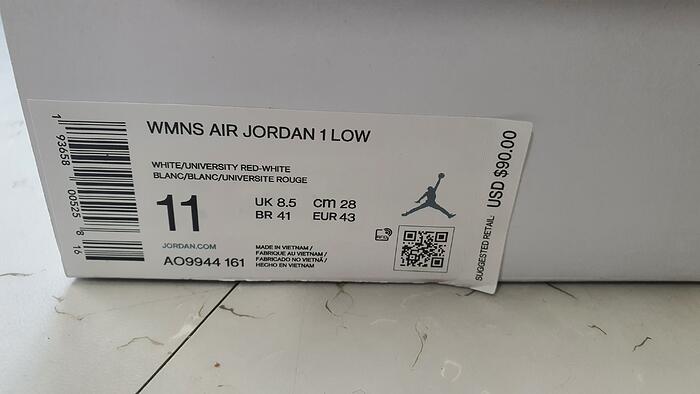 WMNS AIR JORDAN 1 LOW
WHITE/UNIVERSITY RED-WHITE
BLANC/BLANC/UNIVERSITE ROUGE
11
UK 8.5 cm 28
BR 41 EUR 43
JORDAN.COM
AO9944 161
MADE IN VIETNAM /
FABRIQUE AU VIETNAM /
FABRICADO NO VIETNÃ /
HECHO EN VIETNAM
RFID
SUGGESTED RETAIL: USD $90.00
1 93658 00525 8 16